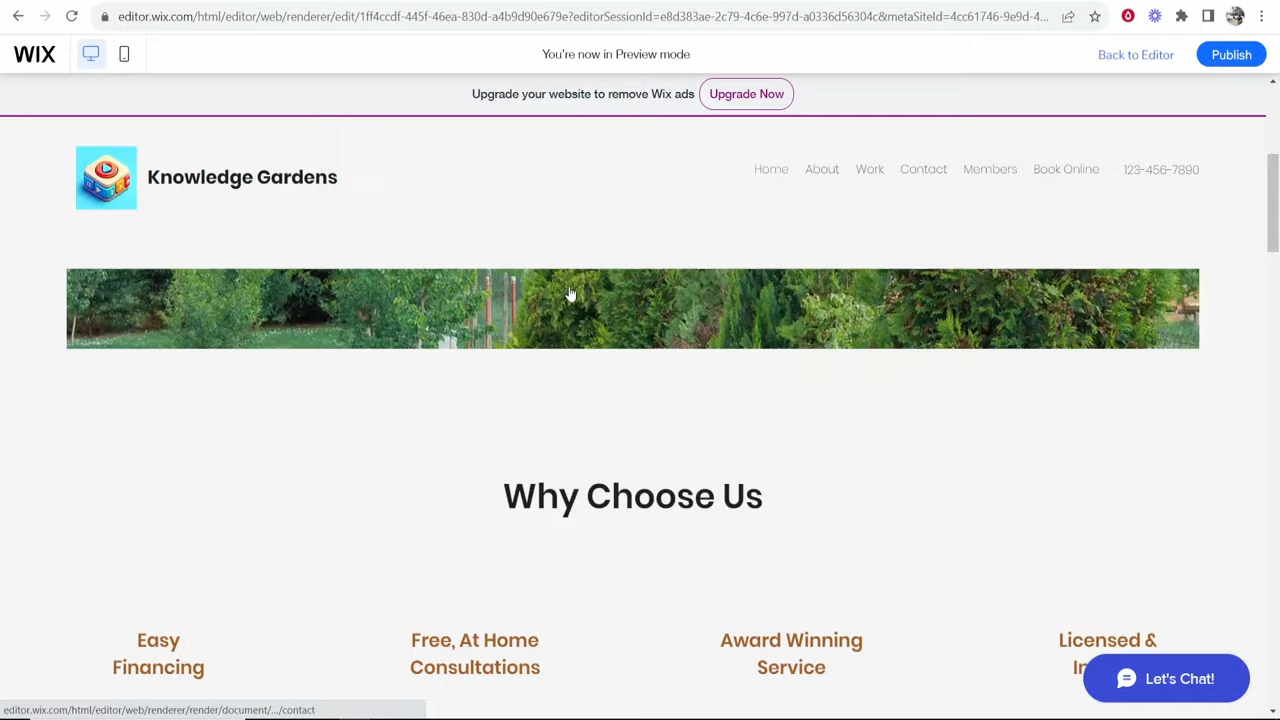 editor.wix.com/html/editor/web/renderer/edit/1ff4ccdf-445f-46ea-830d-a4b9d90e679e?editorSessionId=e8d383ae-2c79-4c6e-997d-a0336d56304c&metaSiteId=4cc61746-9e9d-4...
WIX
You're now in Preview mode
Back to Editor
Publish
Upgrade your website to remove Wix ads
Upgrade Now
Knowledge Gardens
Home About Work Contact Members Book Online 123-456-7890
Why Choose Us
Easy
Financing
Free, At Home
Consultations
Award Winning
Service
Licensed &
Let's Chat!
editor.wix.com/html/editor/web/renderer/render/document/.../contact